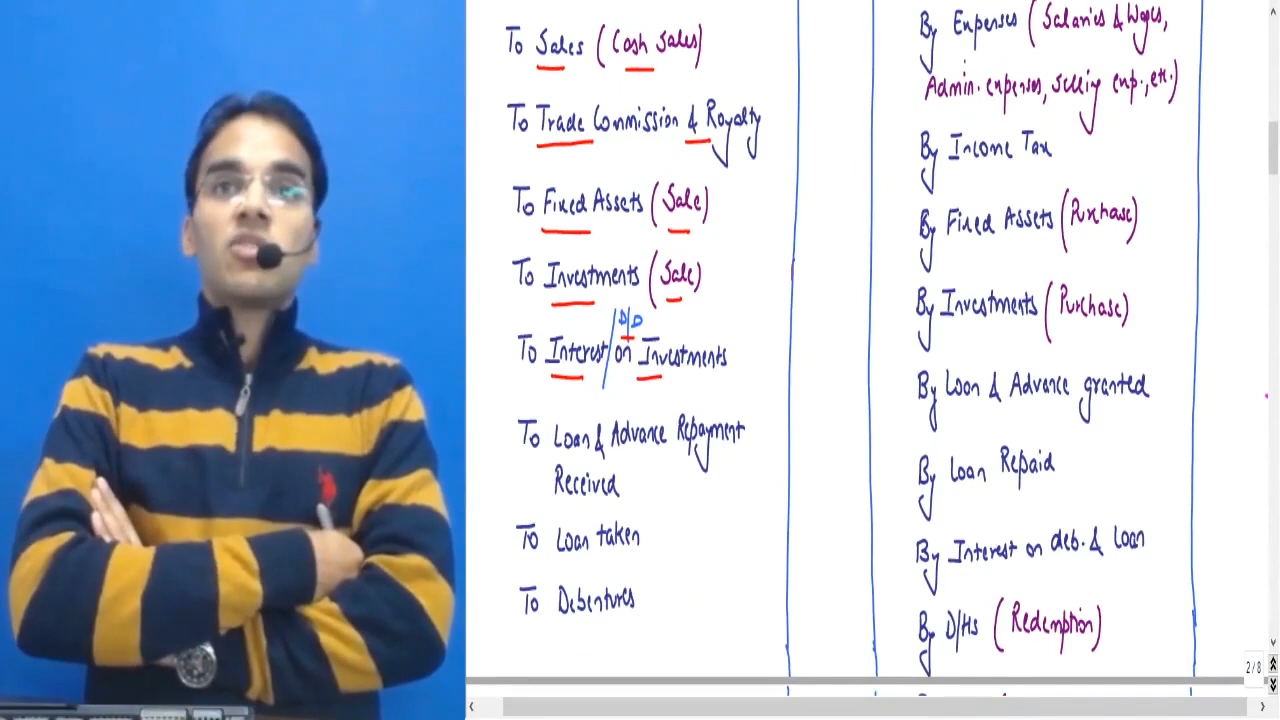 To Sales (Cash Sales)
To Trade Commission & Royalty
To Fixed Assets (Sale)
To Investments (Sale)
D/D
To Interest/on Investments
To Loan & Advance Repayment
Received
To Loan taken
To Debentures
By Expenses (Salaries & Wages,
Admin. expenses, selling exp., etc.)
By Income Tax
By Fixed Assets (Purchase)
By Investments (Purchase)
By Loan & Advance granted
By Loan Repaid
By Interest on deb. & Loan
By D/Hs (Redemption)
2/8